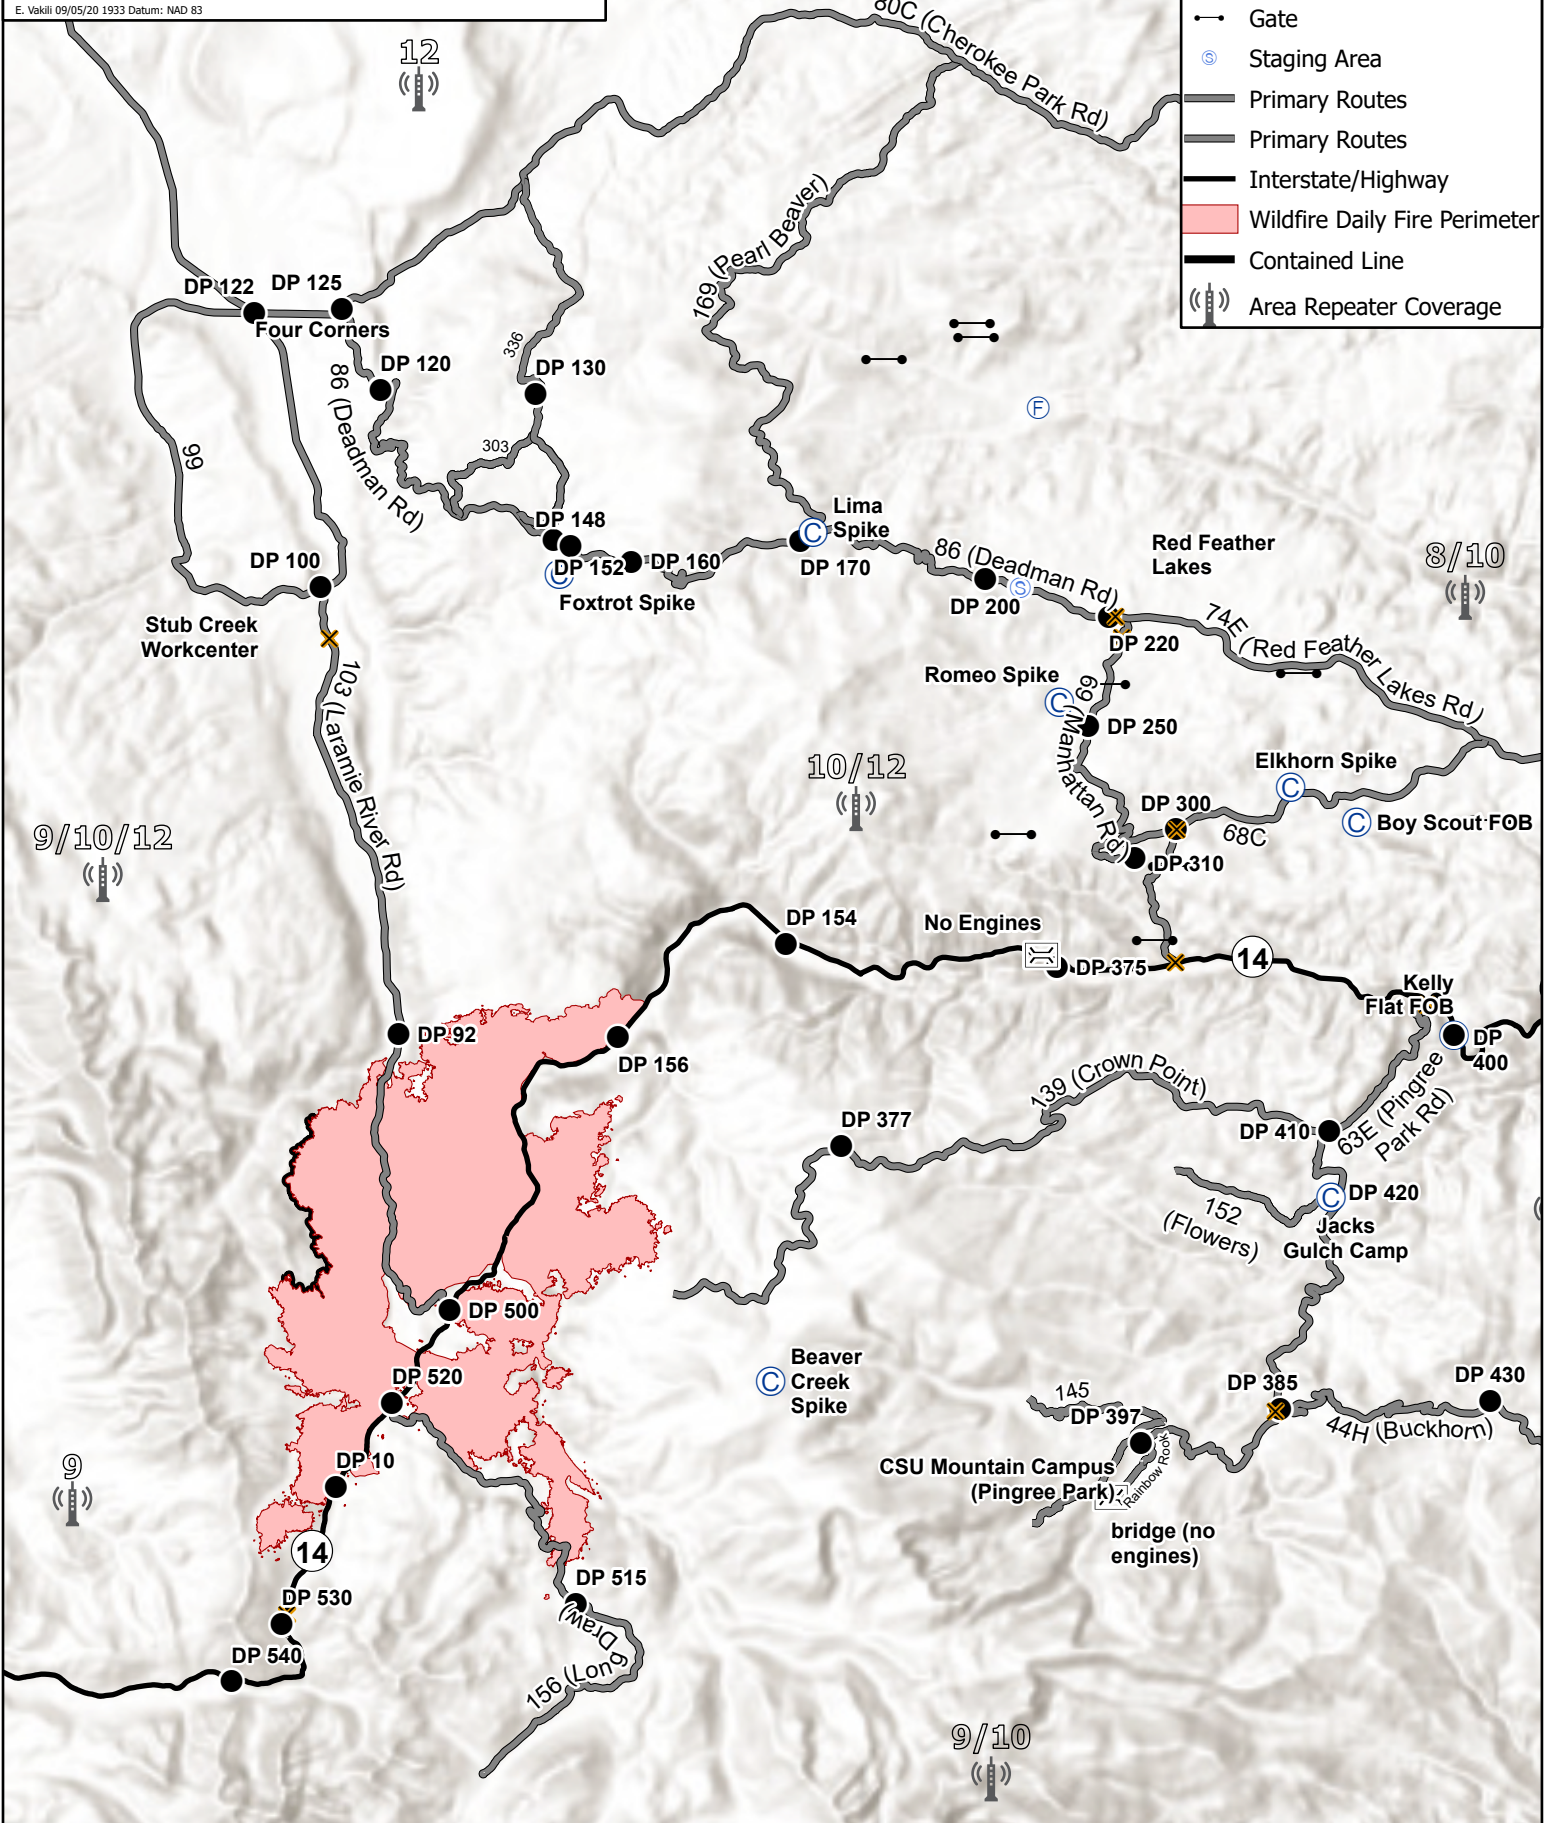 E. Vakili 09/05/20 1933 Datum: NAD 83
Gate
S
Staging Area
Primary Routes
Primary Routes
Interstate/Highway
Wildfire Daily Fire Perimeter
Contained Line
Area Repeater Coverage
12
80C (Cherokee Park Rd)
169 (Pearl Beaver)
DP 122
DP 125
Four Corners
336
DP 120
DP 130
86 (Deadman Rd)
F
99
303
Lima
Spike
C
DP 148
DP 100
DP 152
DP 160
DP 170
C
Foxtrot Spike
86 (Deadman Rd)
Red Feather
Lakes
8/10
DP 200
S
Stub Creek
Workcenter
DP 220
74E (Red Feather Lakes Rd)
103 (Laramie River Rd)
Romeo Spike
C
69 (Manhattan Rd)
DP 250
10/12
Elkhorn Spike
C
DP 300
68C
C
Boy Scout FOB
9/10/12
DP 310
DP 154
No Engines
DP 375
14
Kelly
Flat FOB
DP 92
DP 156
DP
400
139 (Crown Point)
DP 377
DP 410
63E (Pingree
Park Rd)
152
(Flowers)
C
DP 420
Jacks
Gulch Camp
DP 500
DP 520
C
Beaver
Creek
Spike
145
DP 397
DP 385
DP 430
44H (Buckhorn)
DP 10
9
CSU Mountain Campus
(Pingree Park)
Rainbow Rook
bridge (no
engines)
14
DP 530
DP 515
DP 540
156 (Long Draw)
9/10